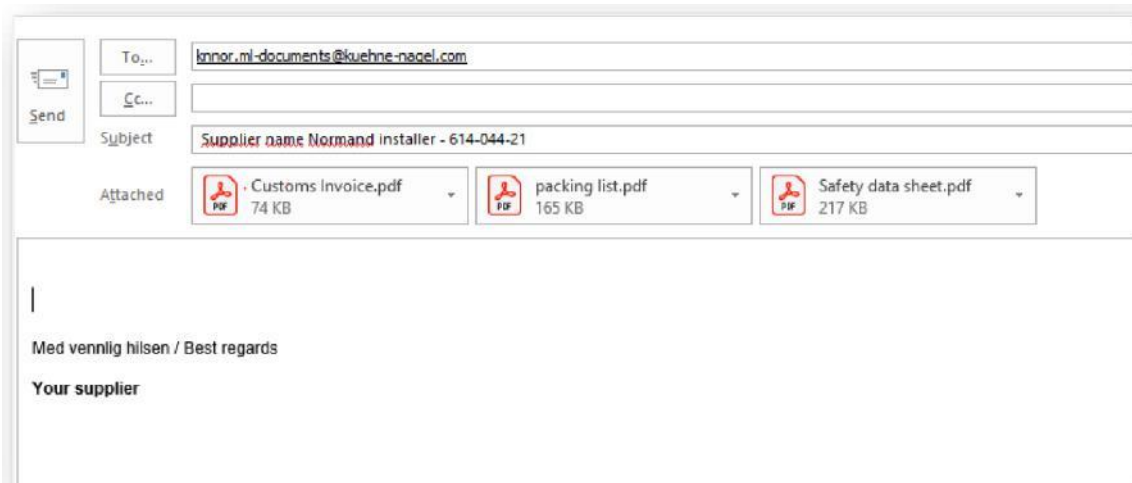 To...
knnor.ml-documents@kuehne-nagel.com
Cc...
Send
Subject
Supplier name Normand installer - 614-044-21
Attached
PDF
Customs Invoice.pdf
74 KB
PDF
packing list.pdf
165 KB
PDF
Safety data sheet.pdf
217 KB
Med vennlig hilsen / Best regards
Your supplier